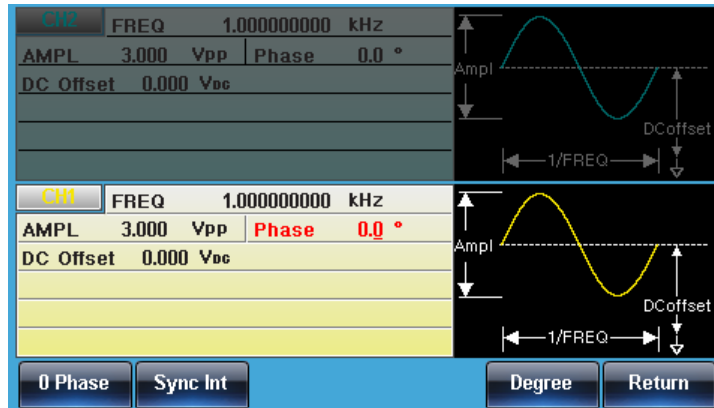 CH2 FREQ 1.000000000 kHz
AMPL 3.000 Vpp Phase 0.0 °
DC Offset 0.000 VDC
Ampl
DCoffset
1/FREQ
CH1 FREQ 1.000000000 kHz
AMPL 3.000 Vpp Phase 0.0 °
DC Offset 0.000 VDC
Ampl
DCoffset
1/FREQ
0 Phase Sync Int Degree Return